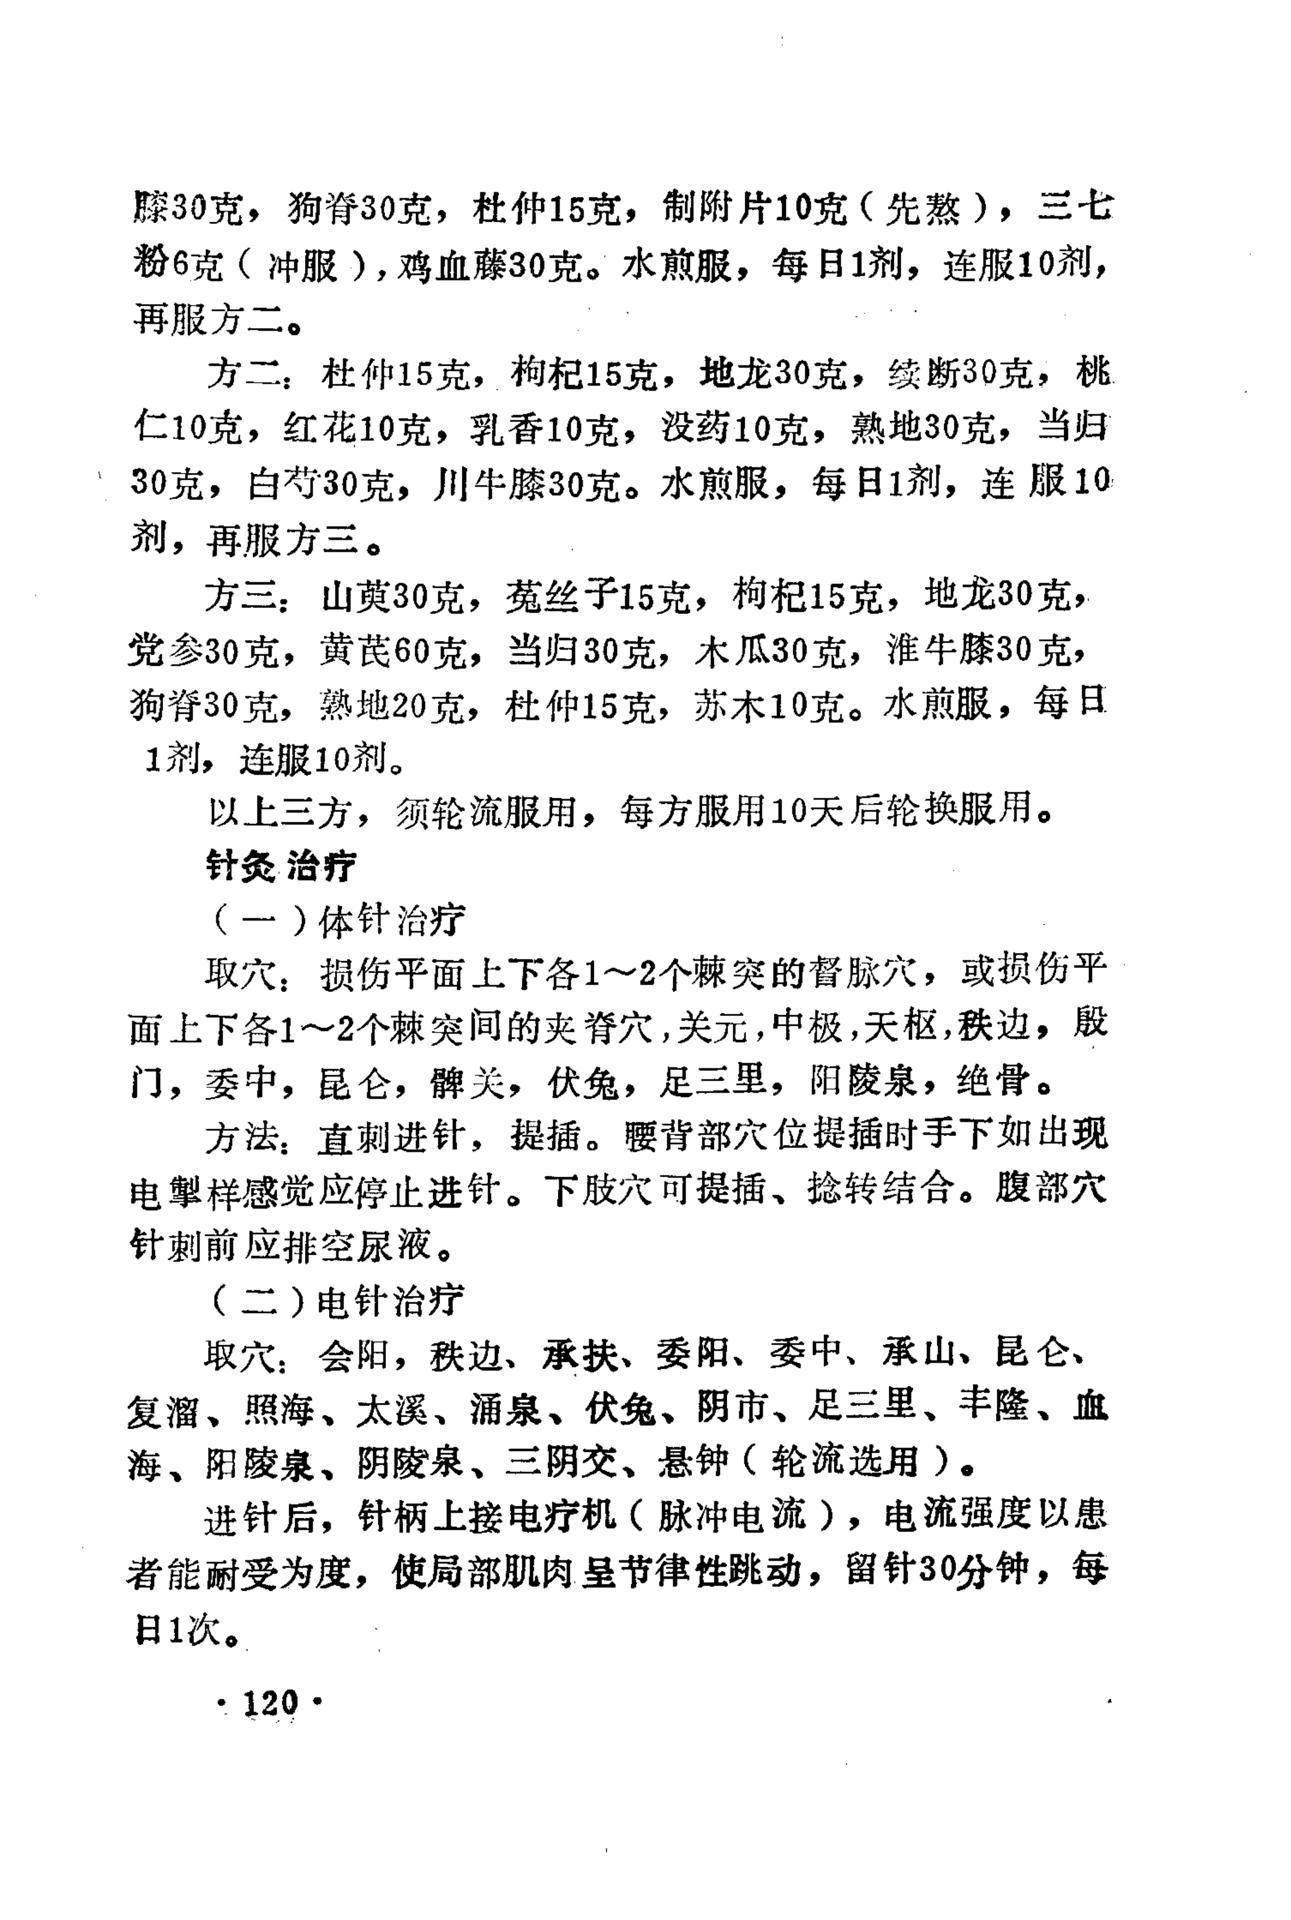 膝30克，狗脊30克，杜仲15克，制附片10克（先熬），三七
粉6克（冲服），鸡血藤30克。水煎服，每日1剂，连服10剂，
再服方二。
方二：杜仲15克，枸杞15克，地龙30克，续断30克，桃
仁10克，红花10克，乳香10克，没药10克，熟地30克，当归
30克，白芍30克，川牛膝30克。水煎服，每日1剂，连服10
剂，再服方三。
方三：山萸30克，菟丝子15克，枸杞15克，地龙30克，
党参30克，黄芪60克，当归30克，木瓜30克，淮牛膝30克，
狗脊30克，熟地20克，杜仲15克，苏木10克。水煎服，每日
1剂，连服10剂。
以上三方，须轮流服用，每方服用10天后轮换服用。
针灸治疗
（一）体针治疗
取穴：损伤平面上下各1～2个棘突的督脉穴，或损伤平
面上下各1～2个棘突间的夹脊穴，关元，中极，天枢，秩边，殷
门，委中，昆仑，髀关，伏兔，足三里，阳陵泉，绝骨。
方法：直刺进针，提插。腰背部穴位提插时手下如出现
电掣样感觉应停止进针。下肢穴可提插、捻转结合。腹部穴
针刺前应排空尿液。
（二）电针治疗
取穴：会阳，秩边、承扶、委阳、委中、承山、昆仑、
复溜、照海、太溪、涌泉、伏兔、阴市、足三里、丰隆、血
海、阳陵泉、阴陵泉、三阴交、悬钟（轮流选用）。
进针后，针柄上接电疗机（脉冲电流），电流强度以患
者能耐受为度，使局部肌肉呈节律性跳动，留针30分钟，每
日1次。
·120·